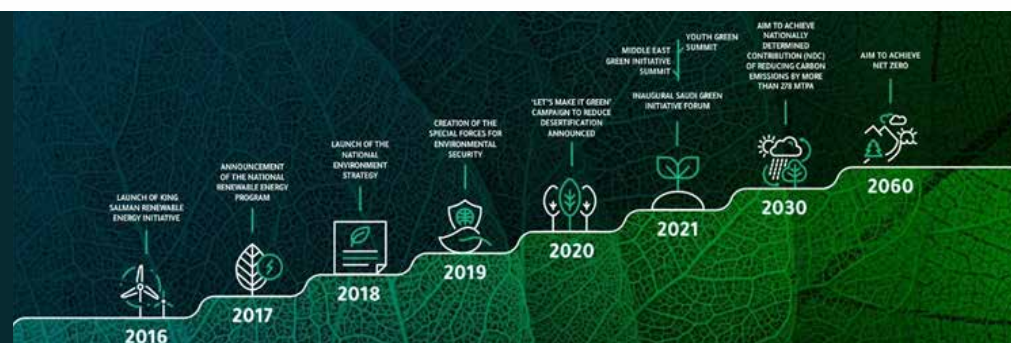 LAUNCH OF KING
SALMAN RENEWABLE
ENERGY INITIATIVE
2016
ANNOUNCEMENT
OF THE NATIONAL
RENEWABLE ENERGY
PROGRAM
2017
LAUNCH OF THE
NATIONAL
ENVIRONMENT
STRATEGY
2018
CREATION OF THE
SPECIAL FORCES FOR
ENVIRONMENTAL
SECURITY
2019
'LET'S MAKE IT GREEN'
CAMPAIGN TO REDUCE
DESERTIFICATION
ANNOUNCED
2020
YOUTH GREEN
SUMMIT
MIDDLE EAST
GREEN INITIATIVE
SUMMIT
INAUGURAL SAUDI GREEN
INITIATIVE FORUM
2021
AIM TO ACHIEVE
NATIONALLY
DETERMINED
CONTRIBUTION (NDC)
OF REDUCING CARBON
EMISSIONS BY MORE
THAN 278 MTPA
2030
AIM TO ACHIEVE
NET ZERO
2060